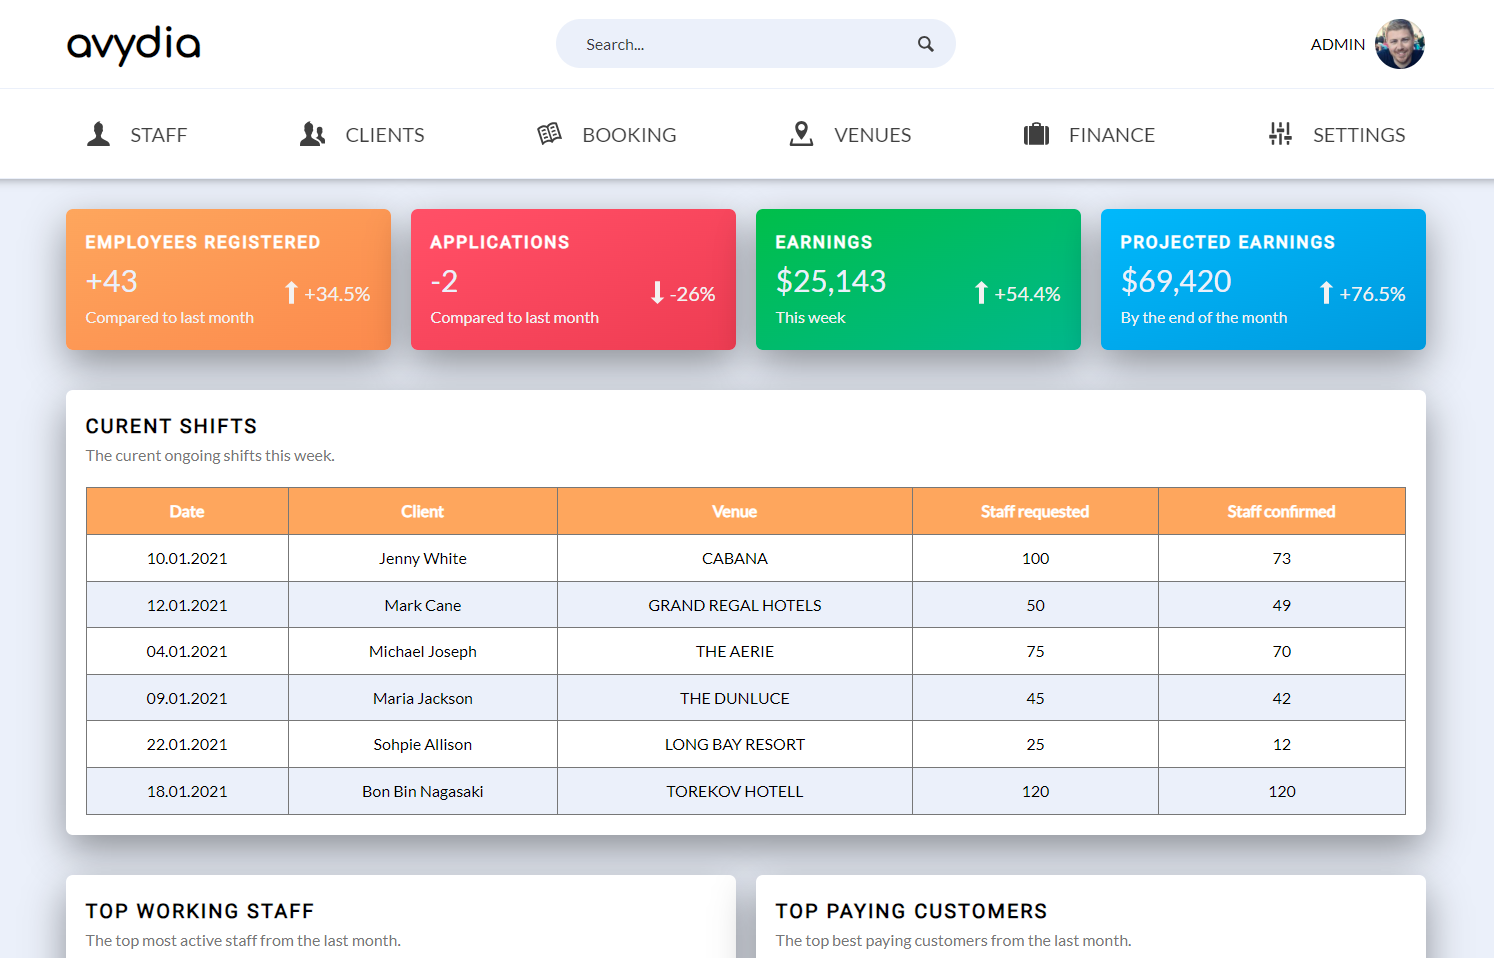 avydia
Search...
ADMIN
STAFF
CLIENTS
BOOKING
VENUES
FINANCE
SETTINGS
EMPLOYEES REGISTERED
+43
+34.5%
Compared to last month
APPLICATIONS
-2
-26%
Compared to last month
EARNINGS
$25,143
+54.4%
This week
PROJECTED EARNINGS
$69,420
+76.5%
By the end of the month
CURENT SHIFTS
The curent ongoing shifts this week.
Date Client Venue Staff requested Staff confirmed
10.01.2021 Jenny White CABANA 100 73
12.01.2021 Mark Cane GRAND REGAL HOTELS 50 49
04.01.2021 Michael Joseph THE AERIE 75 70
09.01.2021 Maria Jackson THE DUNLUCE 45 42
22.01.2021 Sohpie Allison LONG BAY RESORT 25 12
18.01.2021 Bon Bin Nagasaki TOREKOV HOTELL 120 120
TOP WORKING STAFF
The top most active staff from the last month.
TOP PAYING CUSTOMERS
The top best paying customers from the last month.